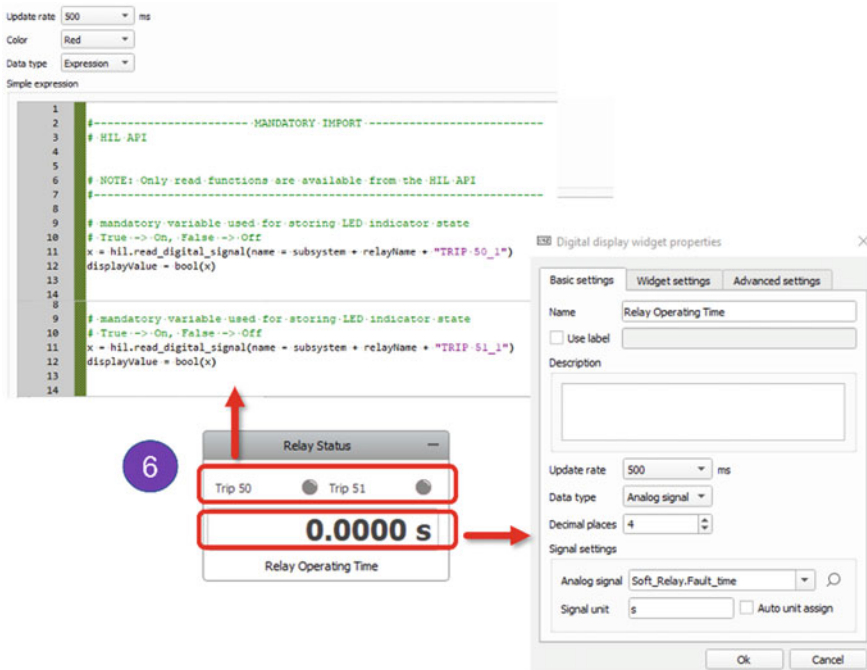 Update rate 500 ms
Color Red
Data type Expression
Simple expression
1
2 #----------------------- MANDATORY IMPORT --------------------------
3 # HIL API
4
5
6 # NOTE: Only read functions are available from the HIL API
7 #-------------------------------------------------------------------
8
9 # mandatory variable used for storing LED indicator state
10 # True -> On, False -> Off
11 x = hil.read_digital_signal(name = subsystem + relayName + "TRIP 50_1")
12 displayValue = bool(x)
13
14
8
9 # mandatory variable used for storing LED indicator state
10 # True -> On, False -> Off
11 x = hil.read_digital_signal(name = subsystem + relayName + "TRIP 51_1")
12 displayValue = bool(x)
13
14
6
Relay Status
Trip 50 Trip 51
0.0000 s
Relay Operating Time
Digital display widget properties
Basic settings Widget settings Advanced settings
Name Relay Operating Time
Use label
Description
Update rate 500 ms
Data type Analog signal
Decimal places 4
Signal settings
Analog signal Soft_Relay.Fault_time
Signal unit s Auto unit assign
Ok Cancel